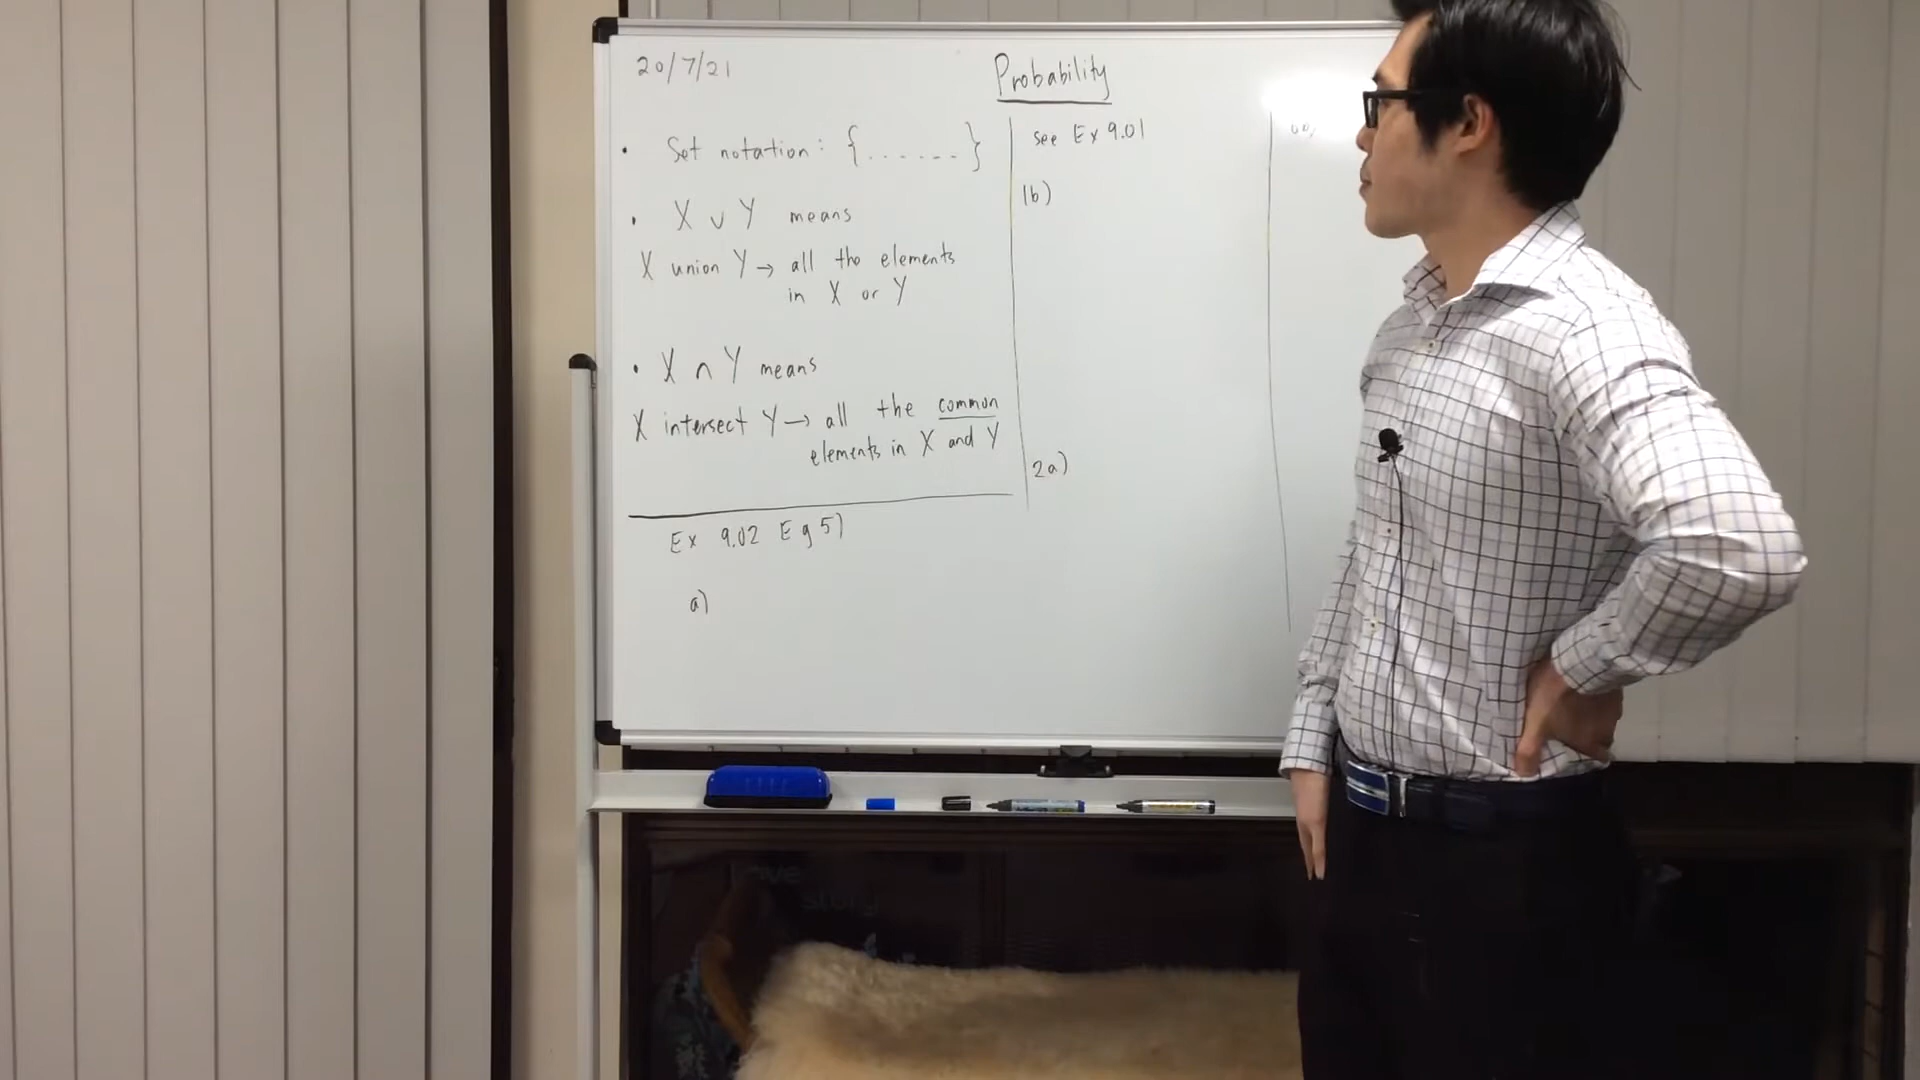 20/7/21
Probability
• Set notation: {.......}
• X ∪ Y means
X union Y → all the elements
in X or Y
• X ∩ Y means
X intersect Y → all the common
elements in X and Y
Ex 9.02 Eg 5)
a)
see Ex 9.01
1b)
2a)
story